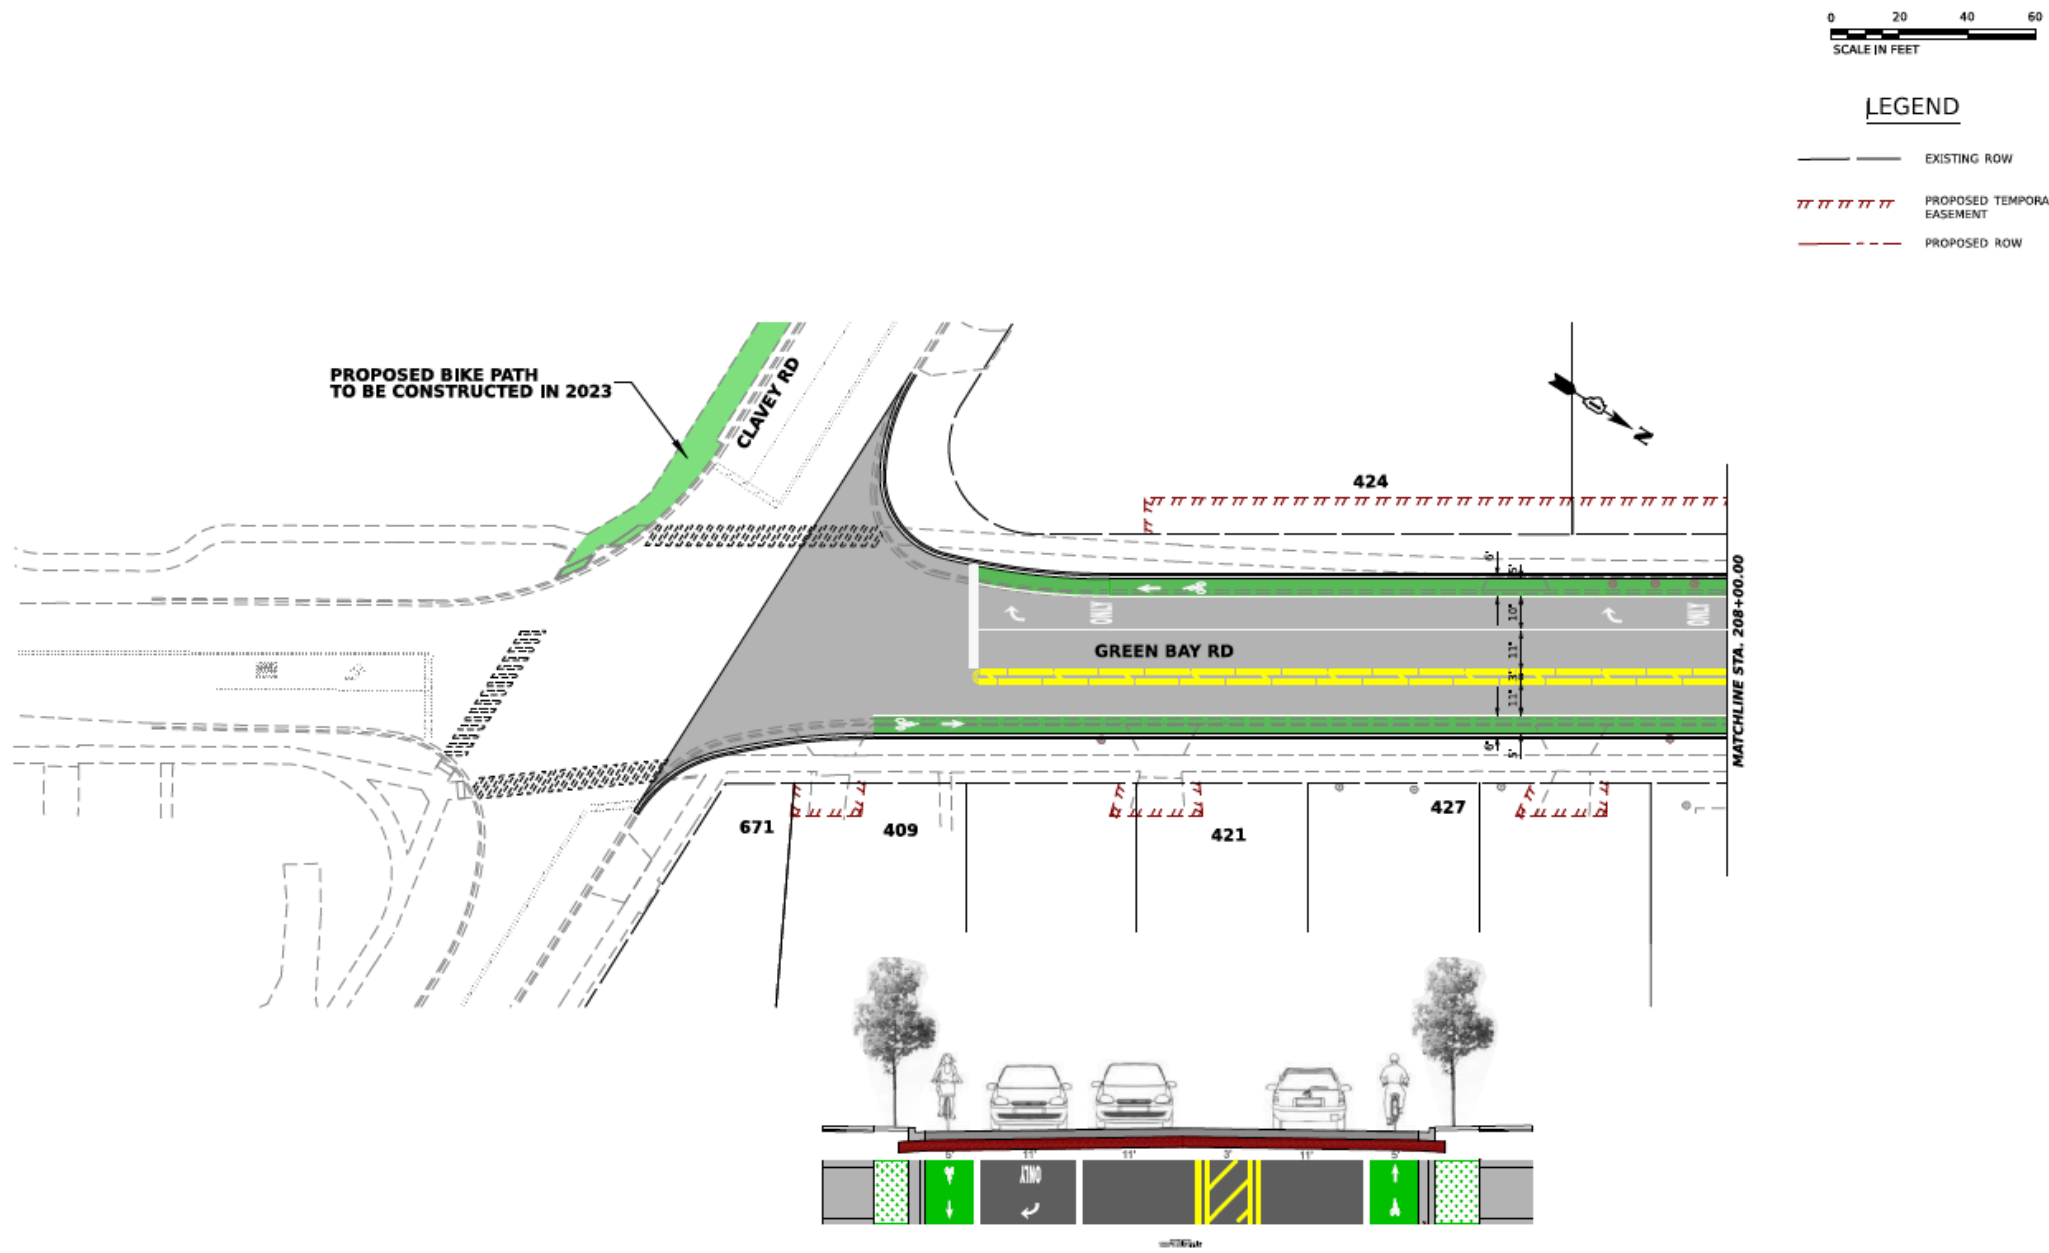 0 20 40 60
SCALE IN FEET
LEGEND
EXISTING ROW
PROPOSED TEMPORA
EASEMENT
PROPOSED ROW
PROPOSED BIKE PATH
TO BE CONSTRUCTED IN 2023
CLAVEY RD
N
424
6'
5'
ONLY
ONLY
10'
11'
GREEN BAY RD
3'
11'
6'
5'
MATCHLINE STA. 208+00.00
671
409
421
427
5' 11' 11' 3' 11' 5'
ONLY